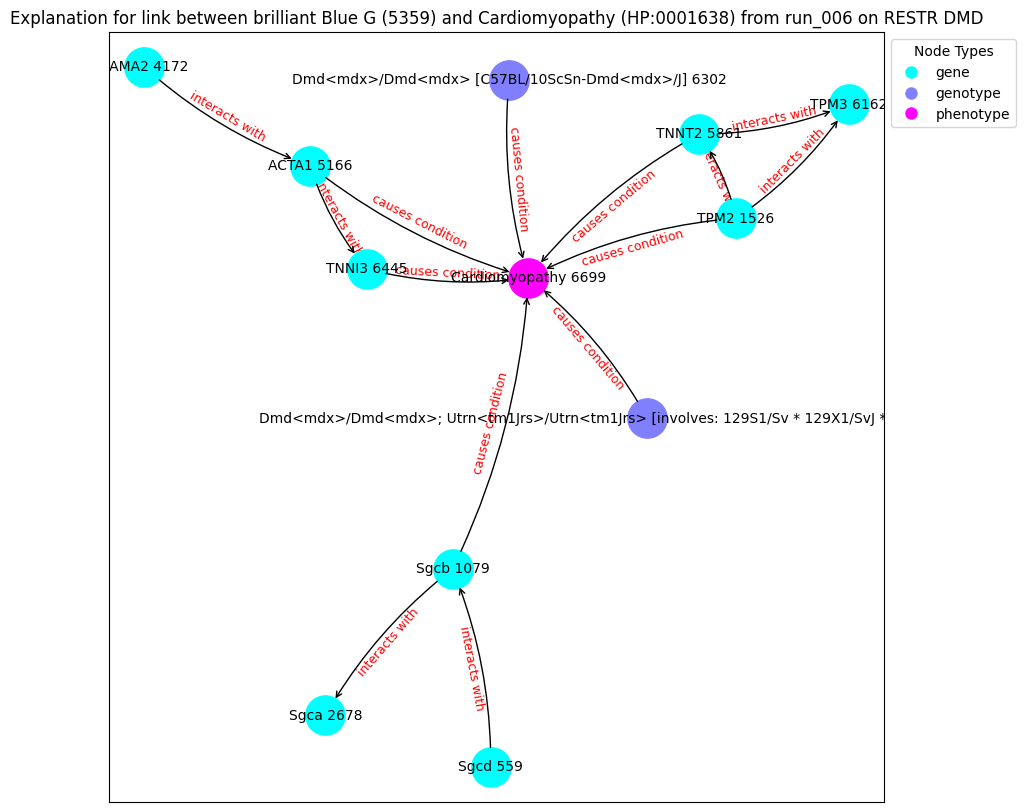 Explanation for link between brilliant Blue G (5359) and Cardiomyopathy (HP:0001638) from run_006 on RESTR DMD
Node Types
gene
genotype
phenotype
AMA2 4172
Dmd<mdx>/Dmd<mdx> [C57BL/10ScSn-Dmd<mdx>/J] 6302
TPM3 6162
interacts with
interacts with
TNNT2 5861
ACTA1 5166
interacts with
eracts wi
causes condition
nteracts with
causes condition
causes condition
TPM2 1526
causes condition
TNNI3 6445
causes condition
Cardiomyopathy 6699
causes condition
causes condition
Dmd<mdx>/Dmd<mdx>; Utrn<tm1Jrs>/Utrn<tm1Jrs> [involves: 129S1/Sv * 129X1/SvJ *
Sgcb 1079
interacts with
interacts with
Sgca 2678
Sgcd 559